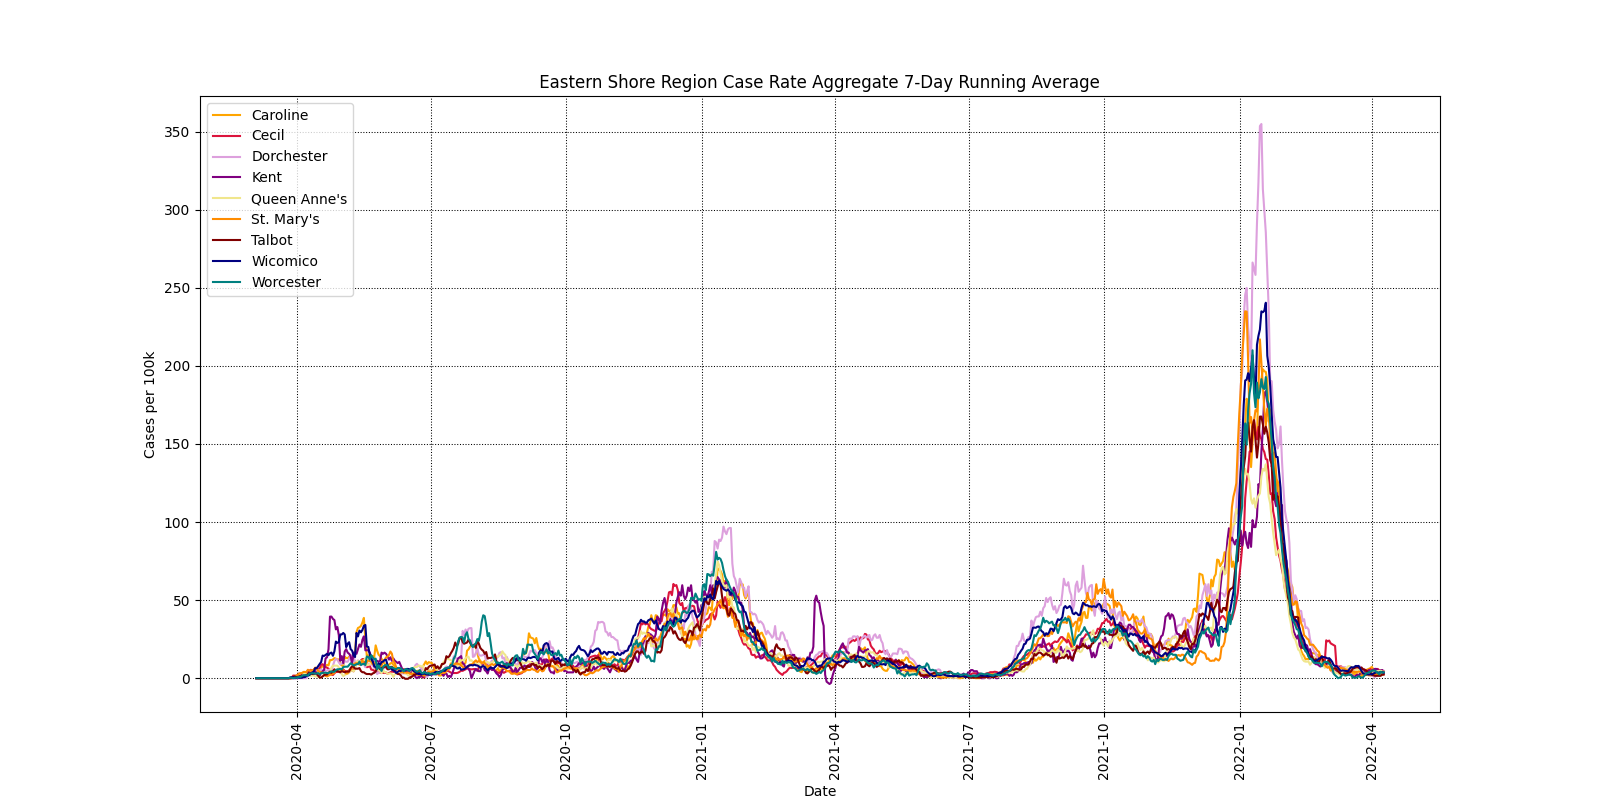 Eastern Shore Region Case Rate Aggregate 7-Day Running Average
Caroline
Cecil
Dorchester
Kent
Queen Anne's
St. Mary's
Talbot
Wicomico
Worcester
350
300
250
200
150
100
50
0
Cases per 100k
2020-04
2020-07
2020-10
2021-01
2021-04
2021-07
2021-10
2022-01
2022-04
Date